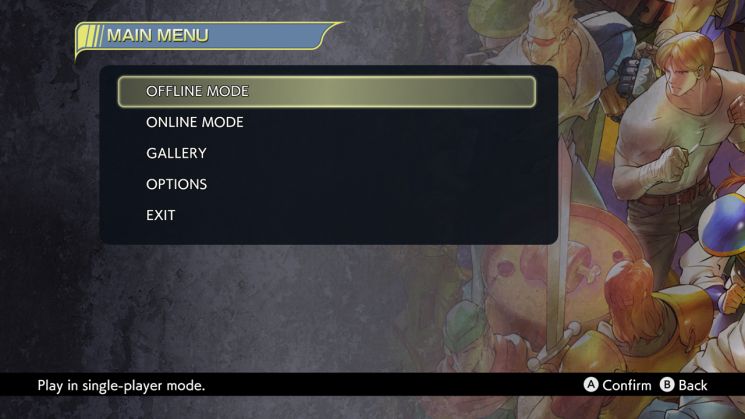 MAIN MENU
OFFLINE MODE
ONLINE MODE
GALLERY
OPTIONS
EXIT
Play in single-player mode.
A Confirm B Back